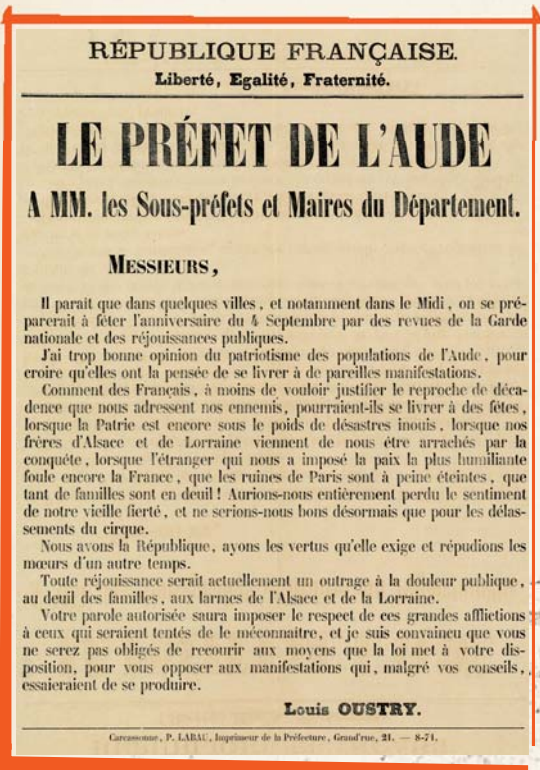 RÉPUBLIQUE FRANÇAISE.
Liberté, Egalité, Fraternité.
LE PRÉFET DE L'AUDE
A MM. les Sous-préfets et Maires du Département.
MESSIEURS,
Il paraît que dans quelques villes, et notamment dans le Midi, on se pré-
parerait à fêter l'anniversaire du 4 Septembre par des revues de la Garde
nationale et des réjouissances publiques.
J'ai trop bonne opinion du patriotisme des populations de l'Aude, pour
croire qu'elles ont la pensée de se livrer à de pareilles manifestations.
Comment des Français, à moins de vouloir justifier le reproche de déca-
dence que nous adressent nos ennemis, pourraient-ils se livrer à des fêtes,
lorsque la Patrie est encore sous le poids de désastres inouis, lorsque nos
frères d'Alsace et de Lorraine viennent de nous être arrachés par la
conquête, lorsque l'étranger qui nous a imposé la paix la plus humiliante
foule encore la France, que les ruines de Paris sont à peine éteintes, que
tant de familles sont en deuil ! Aurions-nous entièrement perdu le sentiment
de notre vieille fierté, et ne serions-nous bons désormais que pour les délas-
sements du cirque.
Nous avons la République, ayons les vertus qu'elle exige et répudions les
mœurs d'un autre temps.
Toute réjouissance serait actuellement un outrage à la douleur publique,
au deuil des familles, aux larmes de l'Alsace et de la Lorraine.
Votre parole autorisée saura imposer le respect de ces grandes afflictions
à ceux qui seraient tentés de le méconnaître, et je suis convaincu que vous
ne serez pas obligés de recourir aux moyens que la loi met à votre dis-
position, pour vous opposer aux manifestations qui, malgré vos conseils,
essaieraient de se produire.
Louis OUSTRY.
Carcassonne, P. LABAU, Imprimeur de la Préfecture, Grand'rue, 21. — 8-71.